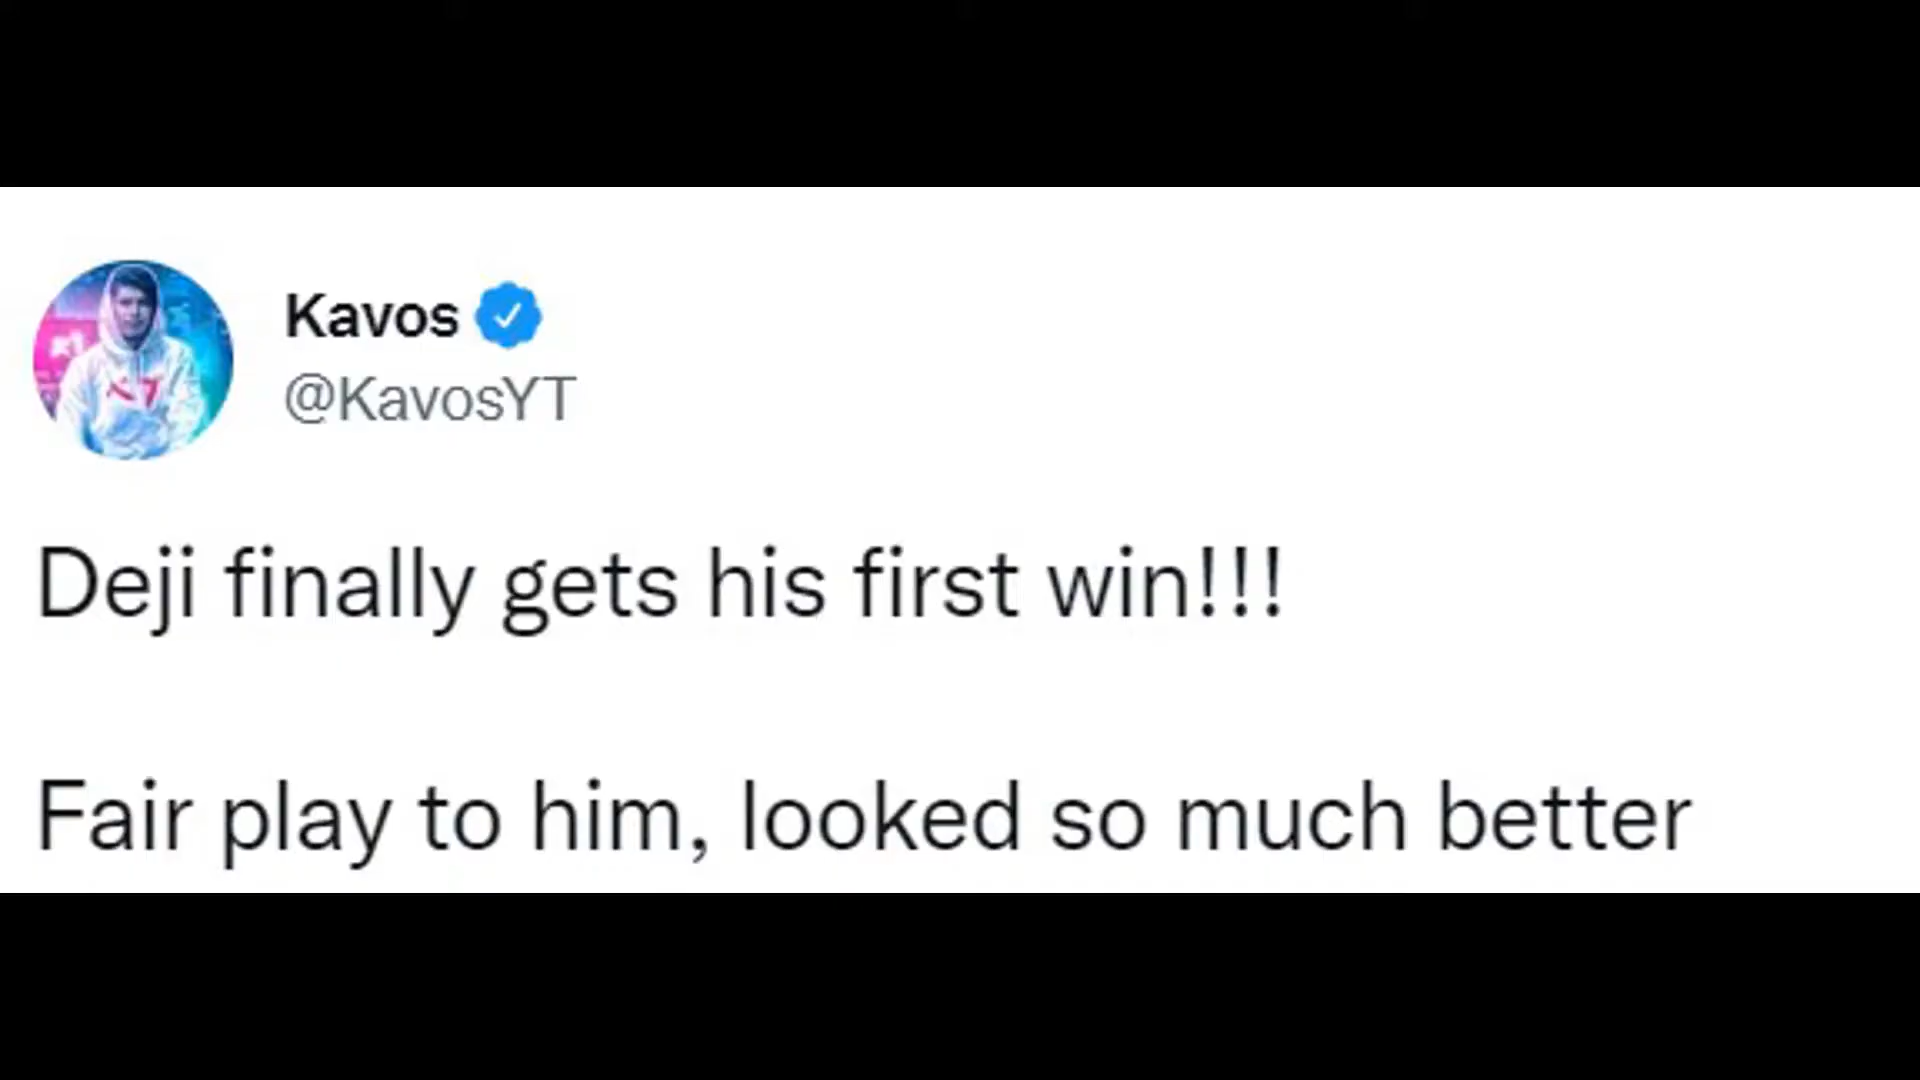 Kavos
@KavosYT
Deji finally gets his first win!!!
Fair play to him, looked so much better